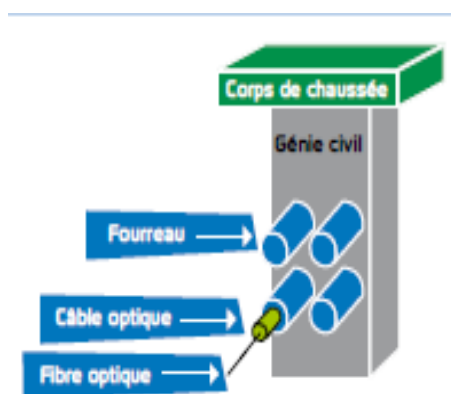 Corps de chaussée
Génie civil
Fourreau
Câble optique
Fibre optique